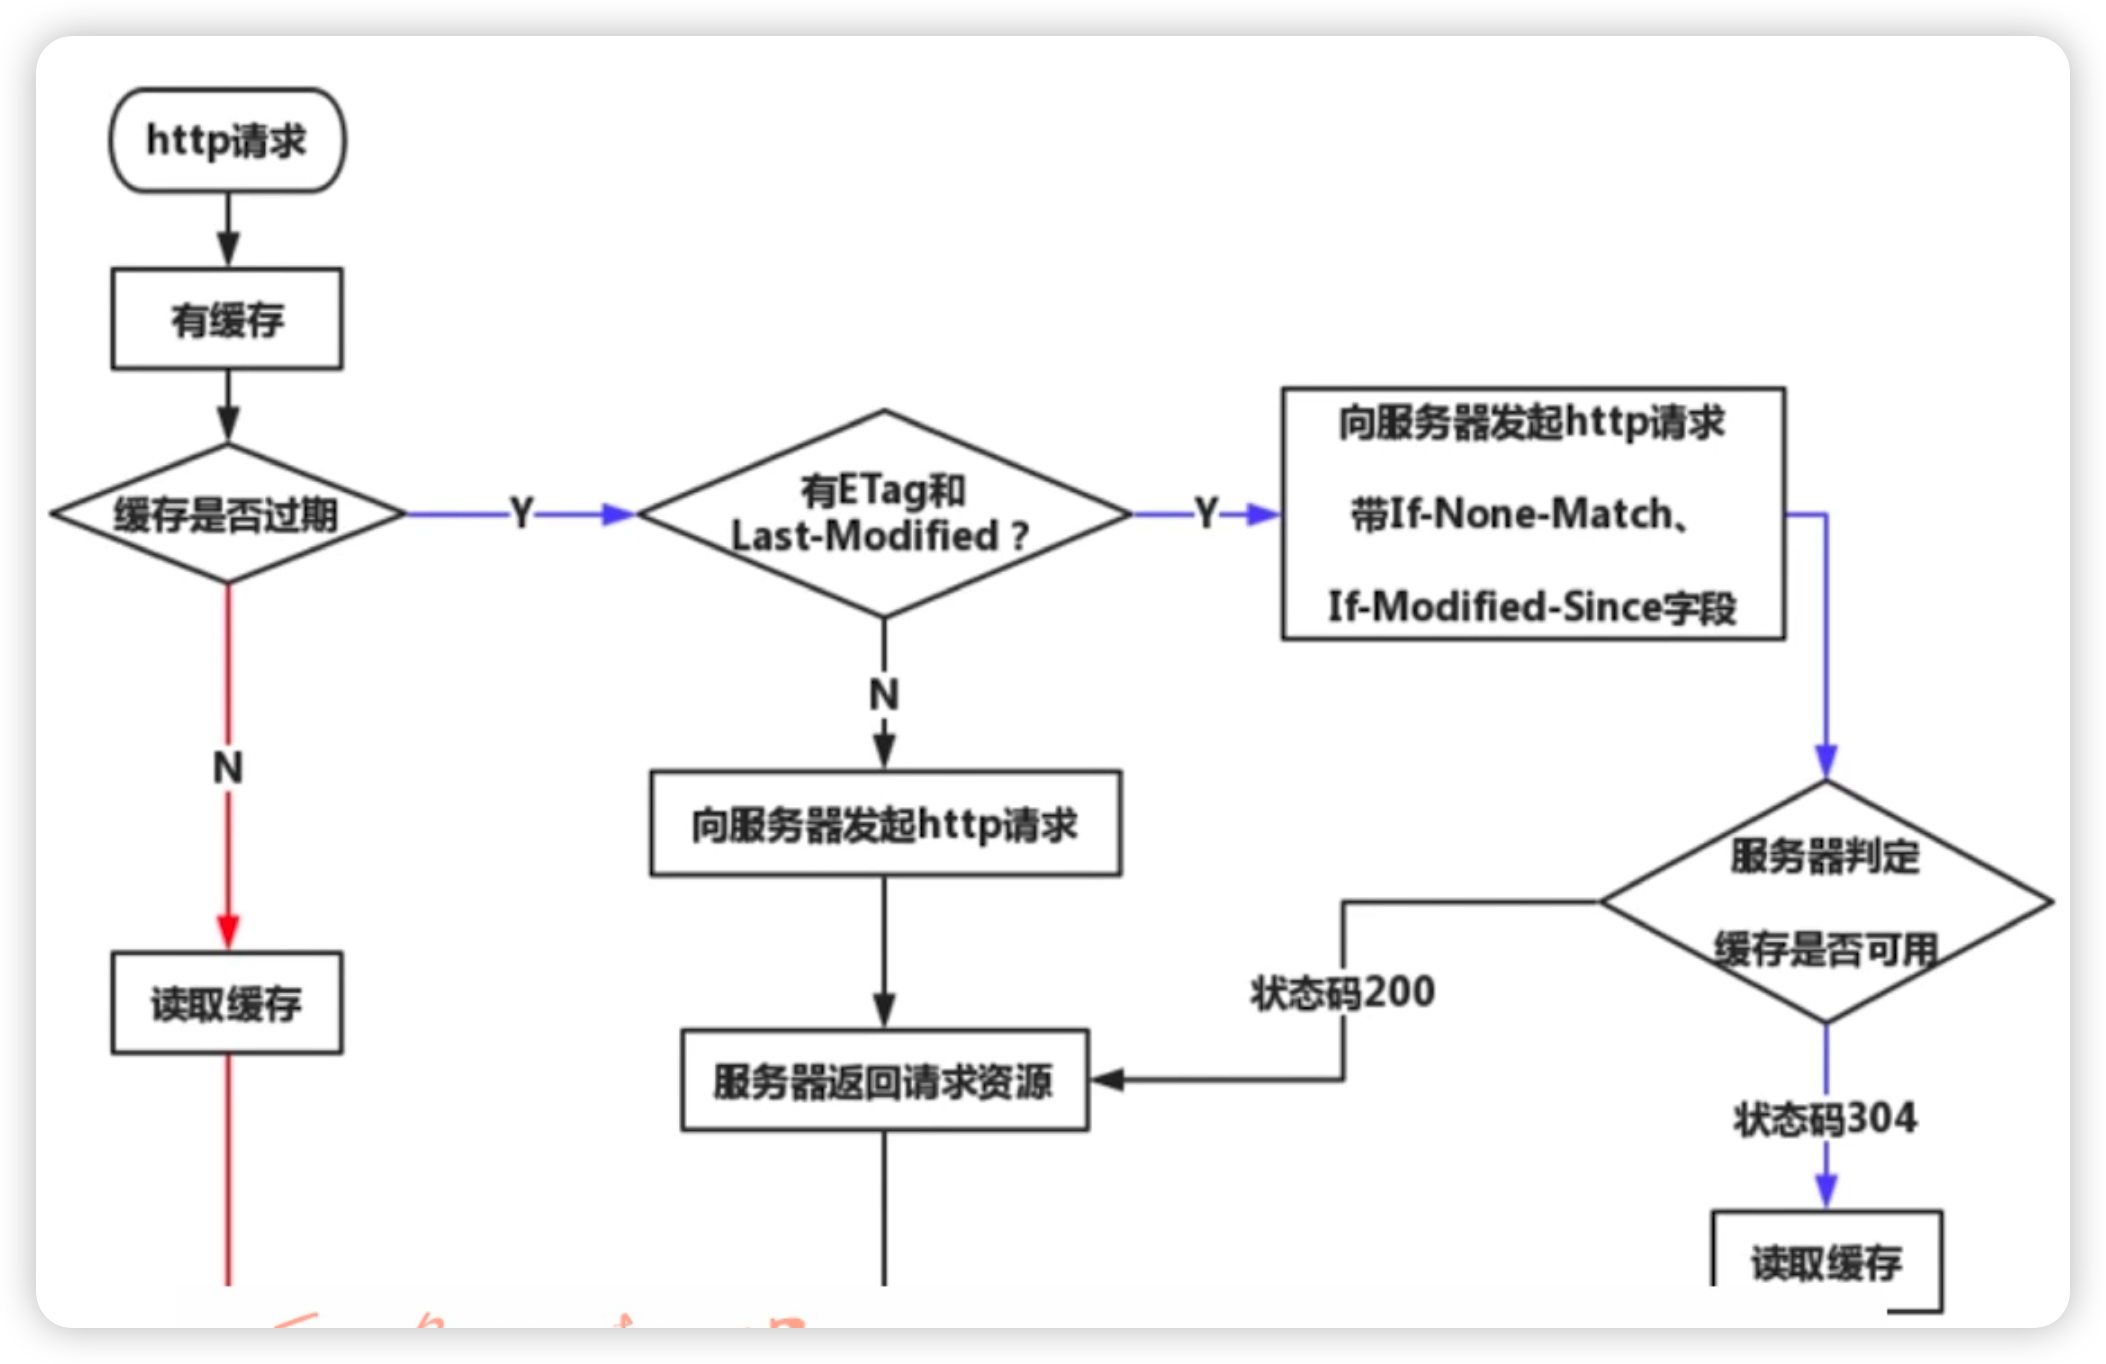 http请求
有缓存
缓存是否过期
Y
有ETag和
Last-Modified？
Y
向服务器发起http请求
带If-None-Match、
If-Modified-Since字段
N
N
向服务器发起http请求
服务器判定
缓存是否可用
状态码200
读取缓存
服务器返回请求资源
状态码304
读取缓存